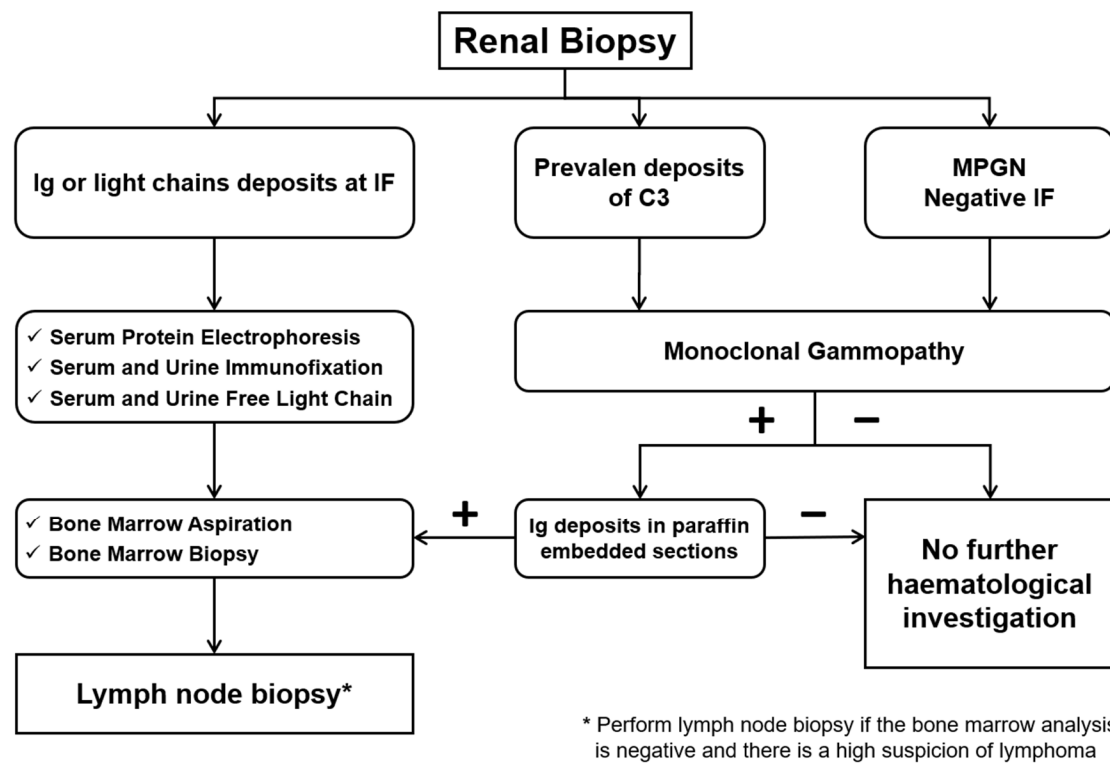 Renal Biopsy
Ig or light chains deposits at IF
Prevalen deposits
of C3
MPGN
Negative IF
✓ Serum Protein Electrophoresis
✓ Serum and Urine Immunofixation
✓ Serum and Urine Free Light Chain
Monoclonal Gammopathy
+ −
✓ Bone Marrow Aspiration
✓ Bone Marrow Biopsy
+
Ig deposits in paraffin
embedded sections
−
No further
haematological
investigation
Lymph node biopsy*
* Perform lymph node biopsy if the bone marrow analysis
is negative and there is a high suspicion of lymphoma